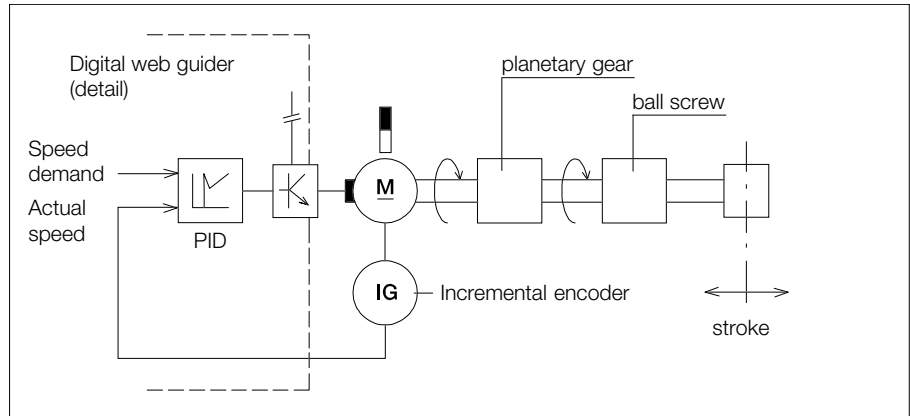 Digital web guider
(detail)
planetary gear
ball screw
Speed
demand
Actual
speed
PID
M
IG
Incremental encoder
stroke